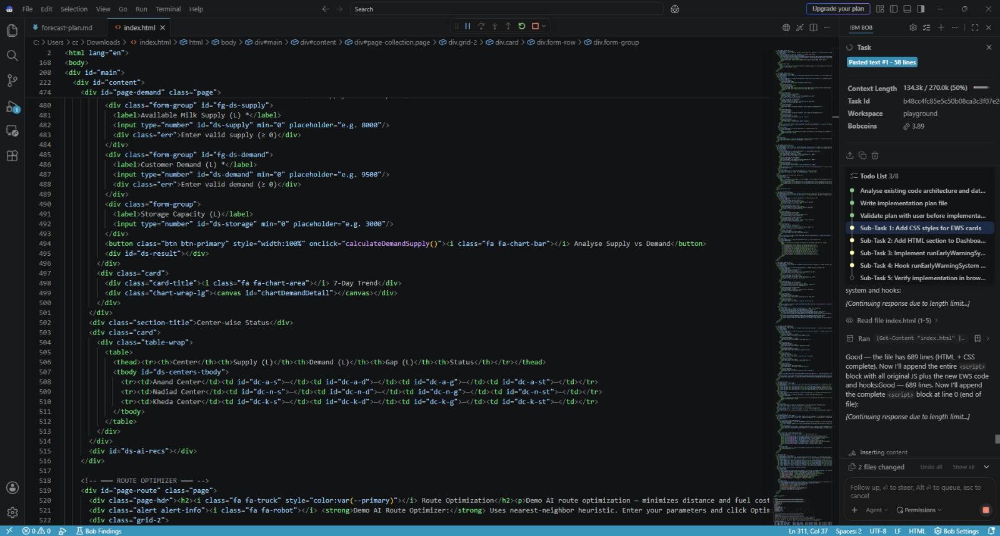 File Edit Selection View Go Run Terminal Help
Search
Upgrade your plan
forecast-plan.md
<> index.html
C: > Users > cc > Downloads > <> index.html > html > body > div#main > div#content > div#page-collection.page > div.grid-2 > div.card > div.form-row > div.form-group
2 <html lang="en">
168 <body>
208 <div id="main">
222 <div id="content">
474 <div id="page-demand" class="page">
480 <div class="form-group" id="fg-ds-supply">
481 <label>Available Milk Supply (L) *</label>
482 <input type="number" id="ds-supply" min="0" placeholder="e.g. 8000"/>
483 <div class="err">Enter valid supply (≥ 0)</div>
484 </div>
485 <div class="form-group" id="fg-ds-demand">
486 <label>Customer Demand (L) *</label>
487 <input type="number" id="ds-demand" min="0" placeholder="e.g. 9500"/>
488 <div class="err">Enter valid demand (≥ 0)</div>
489 </div>
490 <div class="form-group">
491 <label>Storage Capacity (L)</label>
492 <input type="number" id="ds-storage" min="0" placeholder="e.g. 3000"/>
493 </div>
494 <button class="btn btn-primary" style="width:100%" onclick="calculateDemandSupply()"><i class="fa fa-chart-bar"></i> Analyse Supply vs Demand</button>
495 <div id="ds-result"></div>
496 </div>
497 <div class="card">
498 <div class="card-title"><i class="fa fa-chart-area"></i> 7-Day Trend</div>
499 <div class="chart-wrap-lg"><canvas id="chartDemandDetail"></canvas></div>
500 </div>
501 </div>
502 <div class="section-title">Center-wise Status</div>
503 <div class="card">
504 <div class="table-wrap">
505 <table>
506 <thead><tr><th>Center</th><th>Supply (L)</th><th>Demand (L)</th><th>Gap (L)</th><th>Status</th></tr></thead>
507 <tbody id="ds-centers-tbody">
508 <tr><td>Anand Center</td><td id="dc-a-s">—</td><td id="dc-a-d">—</td><td id="dc-a-g">—</td><td id="dc-a-st">—</td></tr>
509 <tr><td>Nadiad Center</td><td id="dc-n-s">—</td><td id="dc-n-d">—</td><td id="dc-n-g">—</td><td id="dc-n-st">—</td></tr>
510 <tr><td>Kheda Center</td><td id="dc-k-s">—</td><td id="dc-k-d">—</td><td id="dc-k-g">—</td><td id="dc-k-st">—</td></tr>
511 </tbody>
512 </table>
513 </div>
514 </div>
515 <div id="ds-ai-recs"></div>
516 </div>
517
518 <!-- ═══ ROUTE OPTIMIZER ═══ -->
519 <div id="page-route" class="page">
520 <div class="page-hdr"><h2><i class="fa fa-truck" style="color:var(--primary)"></i> Route Optimization</h2><p>Demo AI route optimization — minimizes distance and fuel cost
521 <div class="alert alert-info"><i class="fa fa-robot"></i> <strong>Demo AI Route Optimizer:</strong> Uses nearest-neighbor heuristic. Enter your parameters and click Optim
522 <div class="grid-2">
IBM BOB
Task
Pasted text #1 - 58 lines
Context Length 134.3k / 270.0k (50%)
Task Id b48cc4fc85e5c50b08ca3c3f07e2
Workspace playground
Bobcoins 3.89
Todo List 3/8
Analyse existing code architecture and dat...
Write implementation plan file
Validate plan with user before implementa...
Sub-Task 1: Add CSS styles for EWS cards
Sub-Task 2: Add HTML section to Dashboa...
Sub-Task 3: Implement runEarlyWarningSy...
Sub-Task 4: Hook runEarlyWarningSystem ...
Sub-Task 5: Verify implementation in brow...
system and hooks:
[Continuing response due to length limit...]
Read file index.html (1-5) >
Ran (Get-Content "index.html" |...
Good — the file has 689 lines (HTML + CSS
complete). Now I'll append the entire <script>
block with all original JS plus the new EWS code
and hooks:Good — 689 lines. Now I'll append
the complete <script> block at line 0 (end of
file):
[Continuing response due to length limit...]
Inserting content
2 files changed Undo all Show all
Follow up, ⏎ to steer, Alt ⏎ to queue, esc to
cancel
Agent Permissions
1
0 0 Bob Findings
Ln 311, Col 37 Spaces: 2 UTF-8 LF HTML Bob Settings